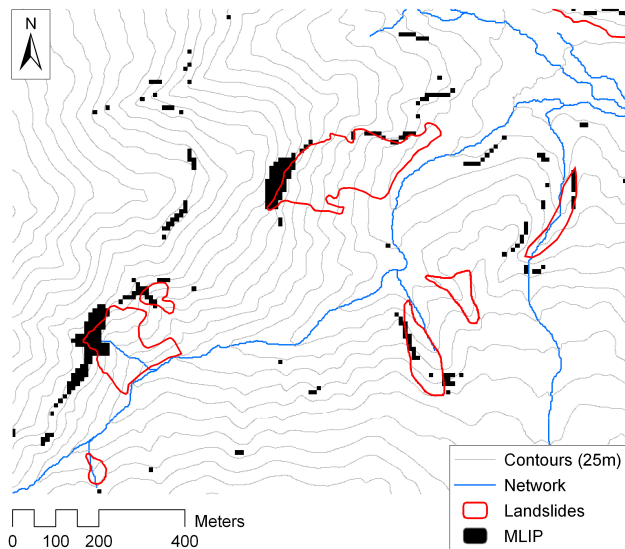 N
Contours (25m)
Network
Landslides
MLIP
Meters
0 100 200 400